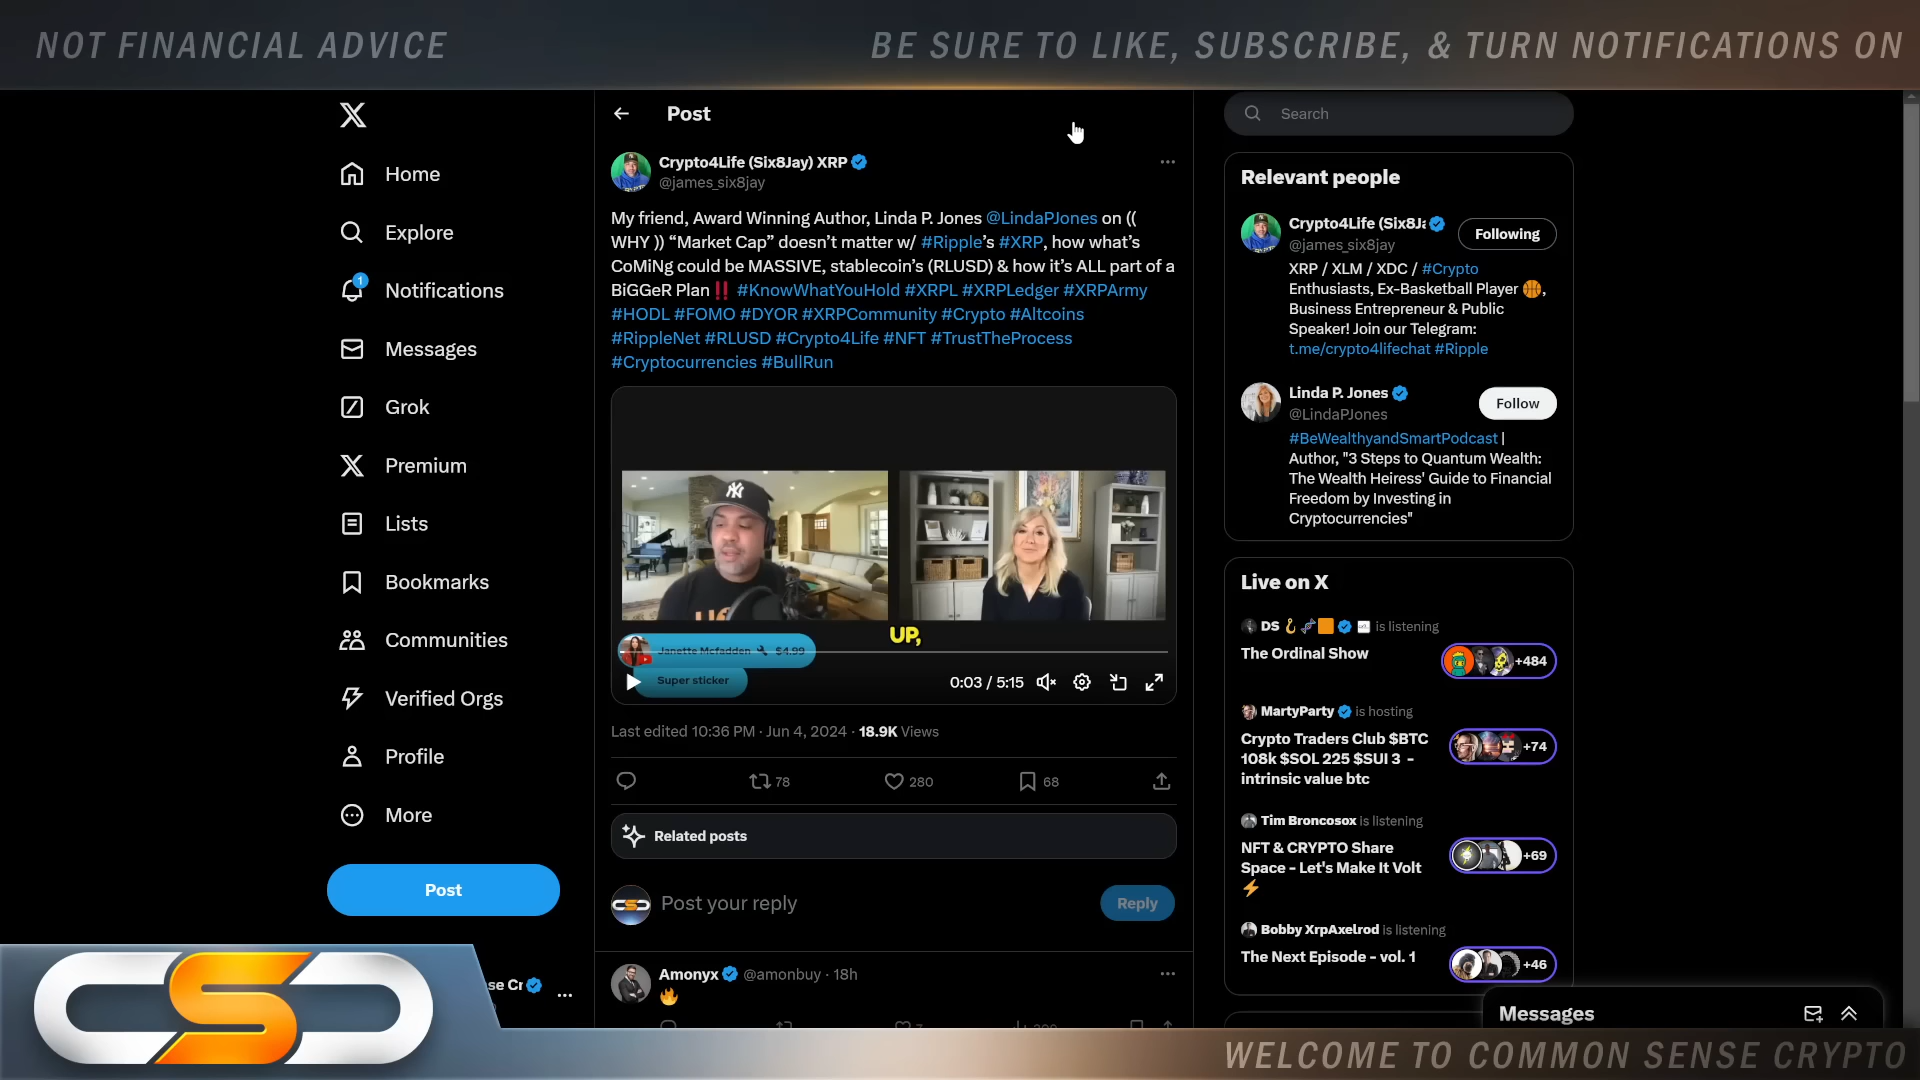 NOT FINANCIAL ADVICE
BE SURE TO LIKE, SUBSCRIBE, & TURN NOTIFICATIONS ON
Home
Explore
1
Notifications
Messages
Grok
Premium
Lists
Bookmarks
Communities
Verified Orgs
Profile
More
Post
se Cr
Post
Crypto4Life (Six8Jay) XRP
@james_six8jay
My friend, Award Winning Author, Linda P. Jones @LindaPJones on ((
WHY )) “Market Cap” doesn’t matter w/ #Ripple’s #XRP, how what’s
CoMiNg could be MASSIVE, stablecoin’s (RLUSD) & how it’s ALL part of a
BiGGeR Plan‼️ #KnowWhatYouHold #XRPL #XRPLedger #XRPArmy
#HODL #FOMO #DYOR #XRPCommunity #Crypto #Altcoins
#RippleNet #RLUSD #Crypto4Life #NFT #TrustTheProcess
#Cryptocurrencies #BullRun
UP,
Janette Mcfadden $4.99
Super sticker
0:03 / 5:15
Last edited 10:36 PM · Jun 4, 2024 · 18.9K Views
78 280 68
Related posts
Post your reply
Reply
Amonyx @amonbuy · 18h
🔥
Search
Relevant people
Crypto4Life (Six8Ja
@james_six8jay
Following
XRP / XLM / XDC / #Crypto
Enthusiasts, Ex-Basketball Player 🏀,
Business Entrepreneur & Public
Speaker! Join our Telegram:
t.me/crypto4lifechat #Ripple
Linda P. Jones
@LindaPJones
Follow
#BeWealthyandSmartPodcast |
Author, "3 Steps to Quantum Wealth:
The Wealth Heiress' Guide to Financial
Freedom by Investing in
Cryptocurrencies"
Live on X
DS is listening
The Ordinal Show
+484
MartyParty is hosting
Crypto Traders Club $BTC
108k $SOL 225 $SUI 3 -
intrinsic value btc
+74
Tim Broncosox is listening
NFT & CRYPTO Share
Space - Let's Make It Volt
⚡
+69
Bobby XrpAxelrod is listening
The Next Episode - vol. 1
+46
Messages
CSC
WELCOME TO COMMON SENSE CRYPTO